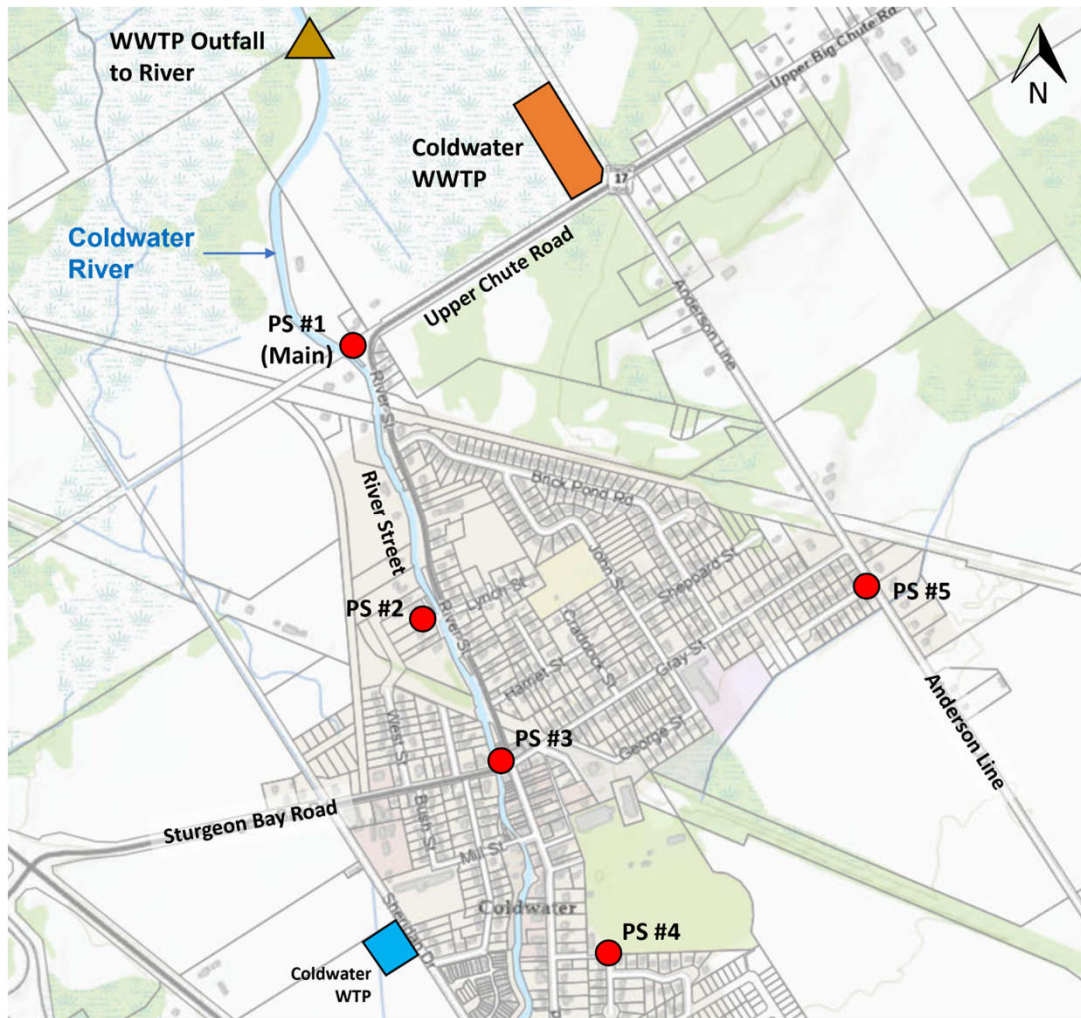 WWTP Outfall
to River
N
Upper Big Chute Rd
Coldwater
WWTP
17
Coldwater
River
Upper Chute Road
Anderson Line
PS #1
(Main)
River St
River Street
Brick Pond Rd
John St
Sheppard St
Lynch St
PS #2
River St
PS #5
Craddock St
Gray St
Harriet St
West St
PS #3
George St
Anderson Line
Sturgeon Bay Road
Bush St
Mill St
Coldwater
Sheridan Dr
PS #4
Coldwater
WTP